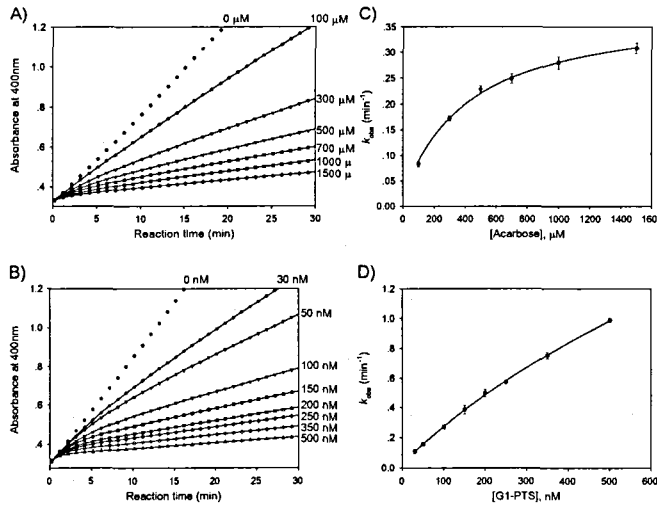 A)
0 μM
100 μM
1.2
1.0
.8
.6
.4
Absorbance at 400nm
300 μM
500 μM
700 μM
1000 μ
1500 μ
0 5 10 15 20 25 30
Reaction time (min)
C)
.35
.30
.25
.20
.15
.10
.05
0.00
kobs (min-1)
200 400 600 800 1000 1200 1400 1600
[Acarbose], μM
B)
0 nM
30 nM
50 nM
1.2
1.0
.8
.6
.4
Absorbance at 400nm
100 nM
150 nM
200 nM
250 nM
350 nM
500 nM
0 5 10 15 20 25 30
Reaction time (min)
D)
1.2
1.0
.8
.6
.4
.2
0.0
kobs (min-1)
0 100 200 300 400 500 600
[G1-PTS], nM